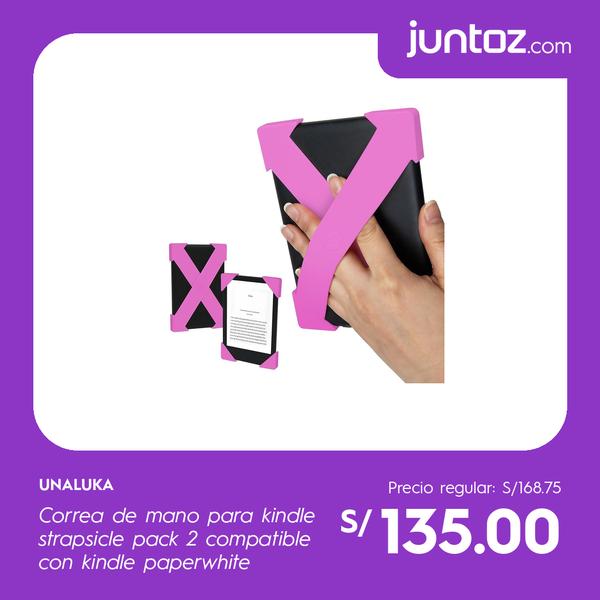 juntoz.com
UNALUKA
Correa de mano para kindle
strapsicle pack 2 compatible
con kindle paperwhite
Precio regular: S/168.75
S/135.00